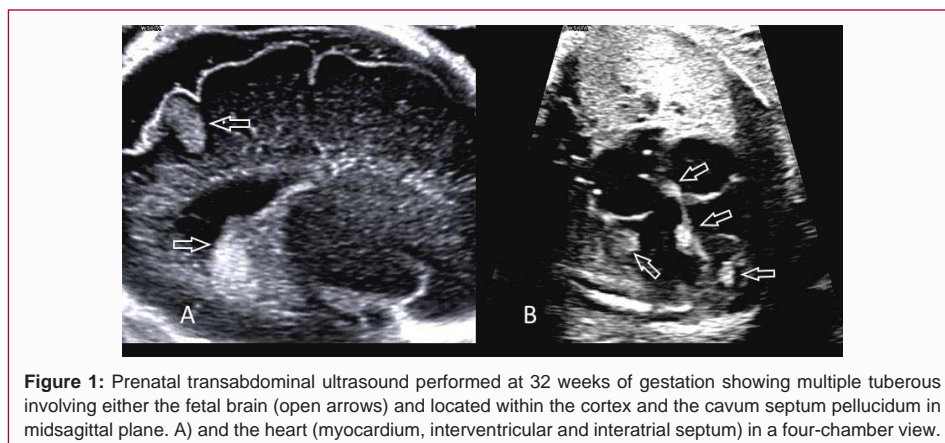 A
B
Figure 1: Prenatal transabdominal ultrasound performed at 32 weeks of gestation showing multiple tuberous
involving either the fetal brain (open arrows) and located within the cortex and the cavum septum pellucidum in
midsagittal plane. A) and the heart (myocardium, interventricular and interatrial septum) in a four-chamber view.